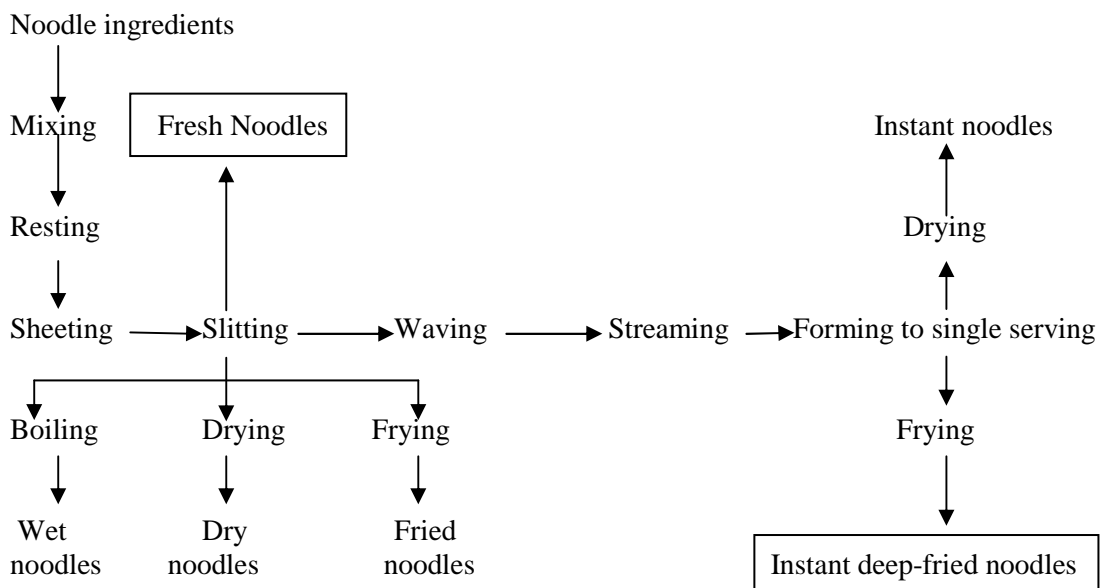 Noodle ingredients
Mixing
Fresh Noodles
Instant noodles
Resting
Drying
Sheeting
Slitting
Waving
Streaming
Forming to single serving
Boiling
Drying
Frying
Frying
Wet
noodles
Dry
noodles
Fried
noodles
Instant deep-fried noodles